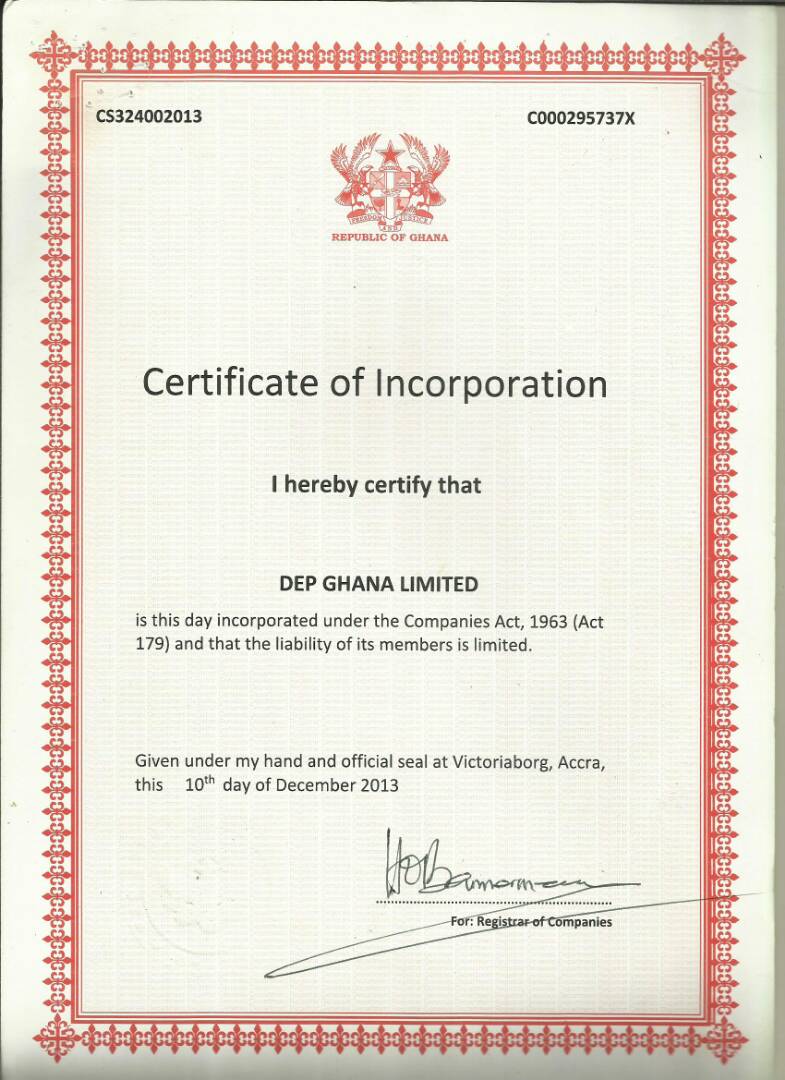 CS324002013
C000295737X
FREEDOM AND JUSTICE
REPUBLIC OF GHANA
Certificate of Incorporation
I hereby certify that
DEP GHANA LIMITED
is this day incorporated under the Companies Act, 1963 (Act
179) and that the liability of its members is limited.
Given under my hand and official seal at Victoriaborg, Accra,
this 10th day of December 2013
For: Registrar of Companies